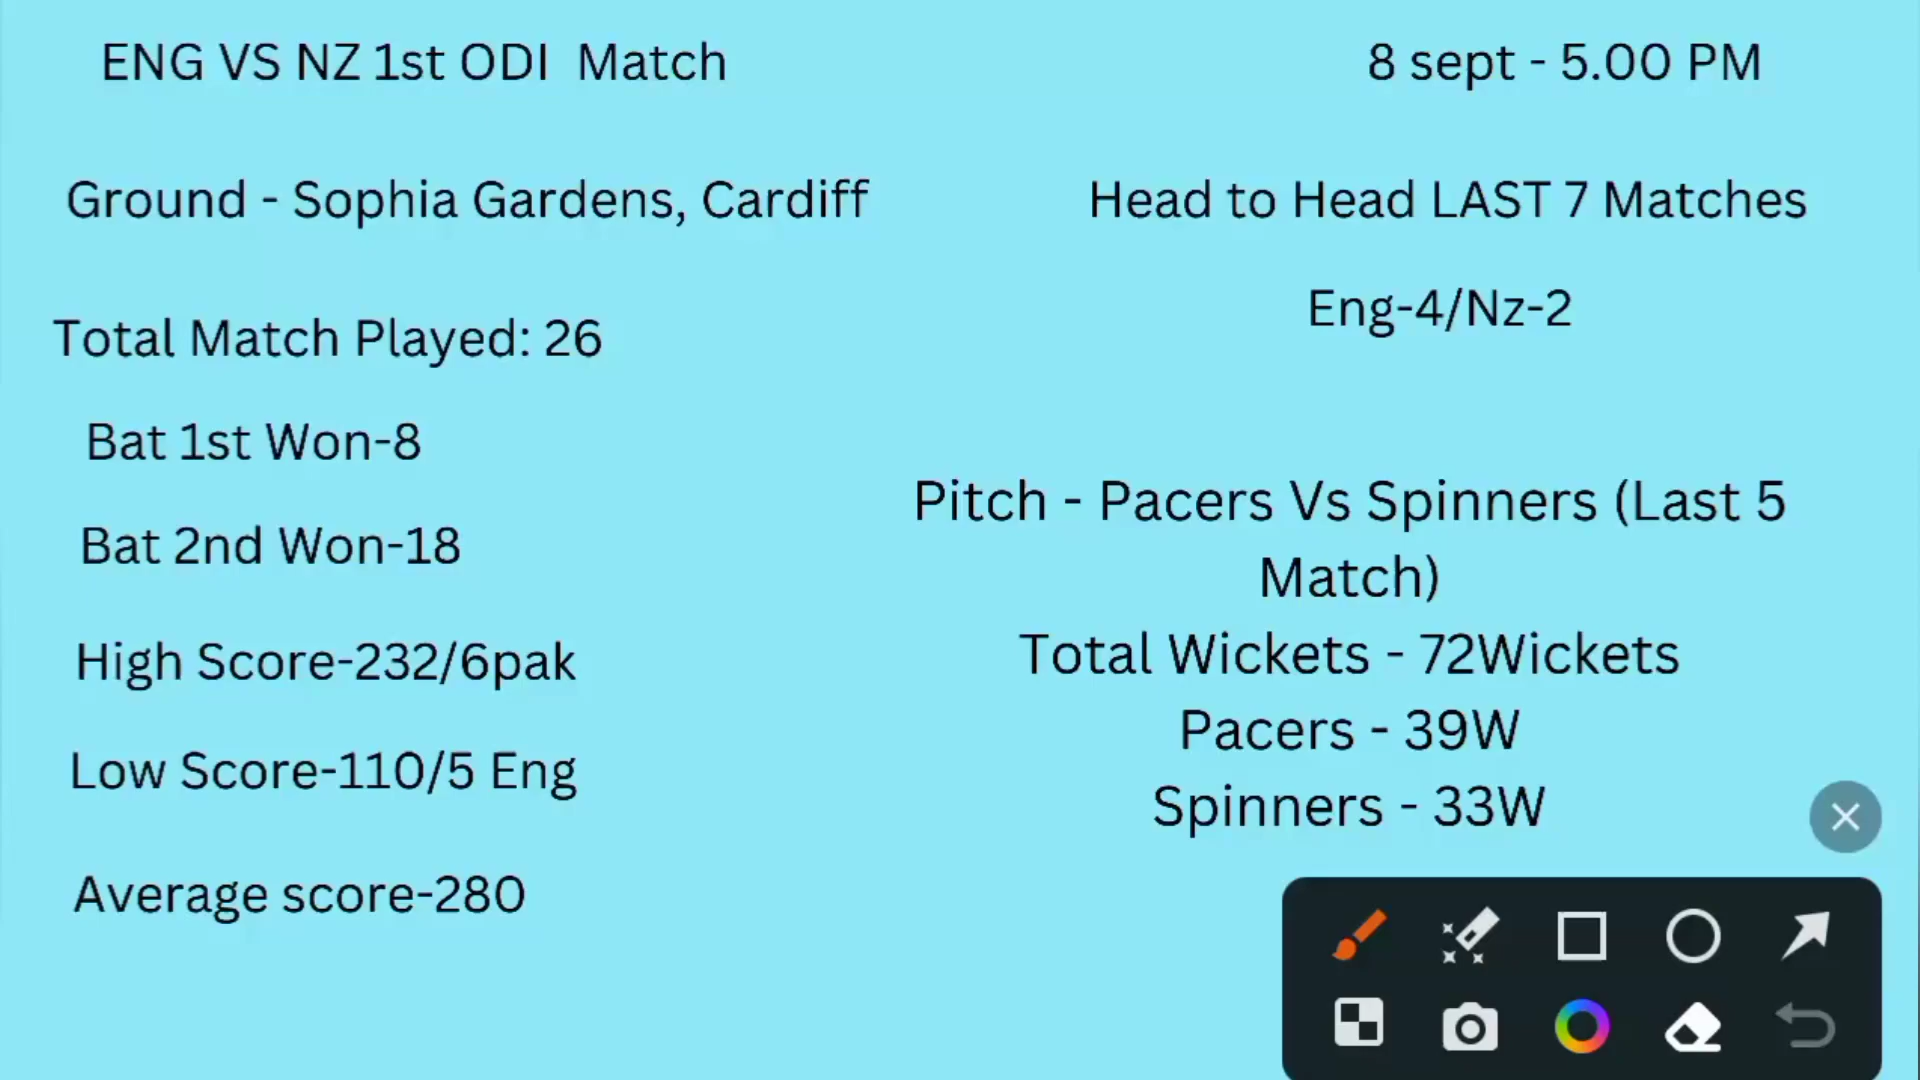 ENG VS NZ 1st ODI Match
8 sept - 5.00 PM
Ground - Sophia Gardens, Cardiff
Head to Head LAST 7 Matches
Eng-4/Nz-2
Total Match Played: 26
Bat 1st Won-8
Bat 2nd Won-18
High Score-232/6pak
Low Score-110/5 Eng
Average score-280
Pitch - Pacers Vs Spinners (Last 5
Match)
Total Wickets - 72Wickets
Pacers - 39W
Spinners - 33W